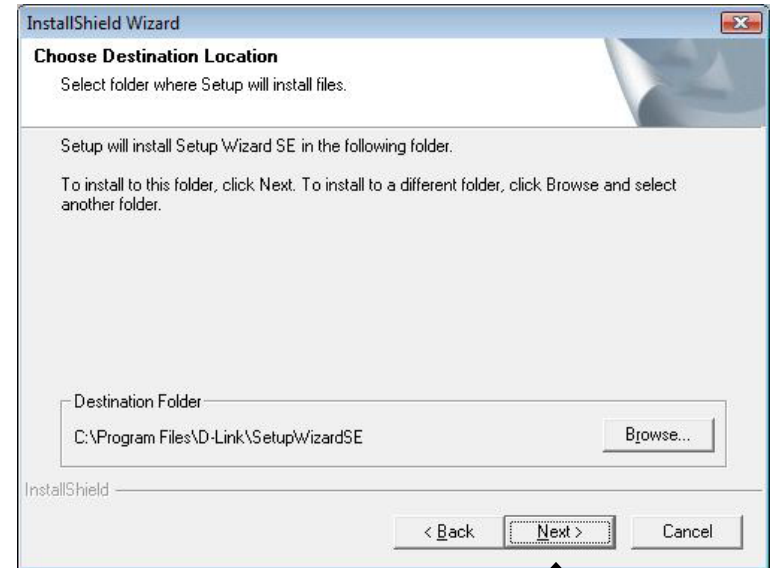 InstallShield Wizard
Choose Destination Location
Select folder where Setup will install files.
Setup will install Setup Wizard SE in the following folder.
To install to this folder, click Next. To install to a different folder, click Browse and select
another folder.
Destination Folder
C:\Program Files\D-Link\SetupWizardSE
Browse...
InstallShield
< Back
Next >
Cancel